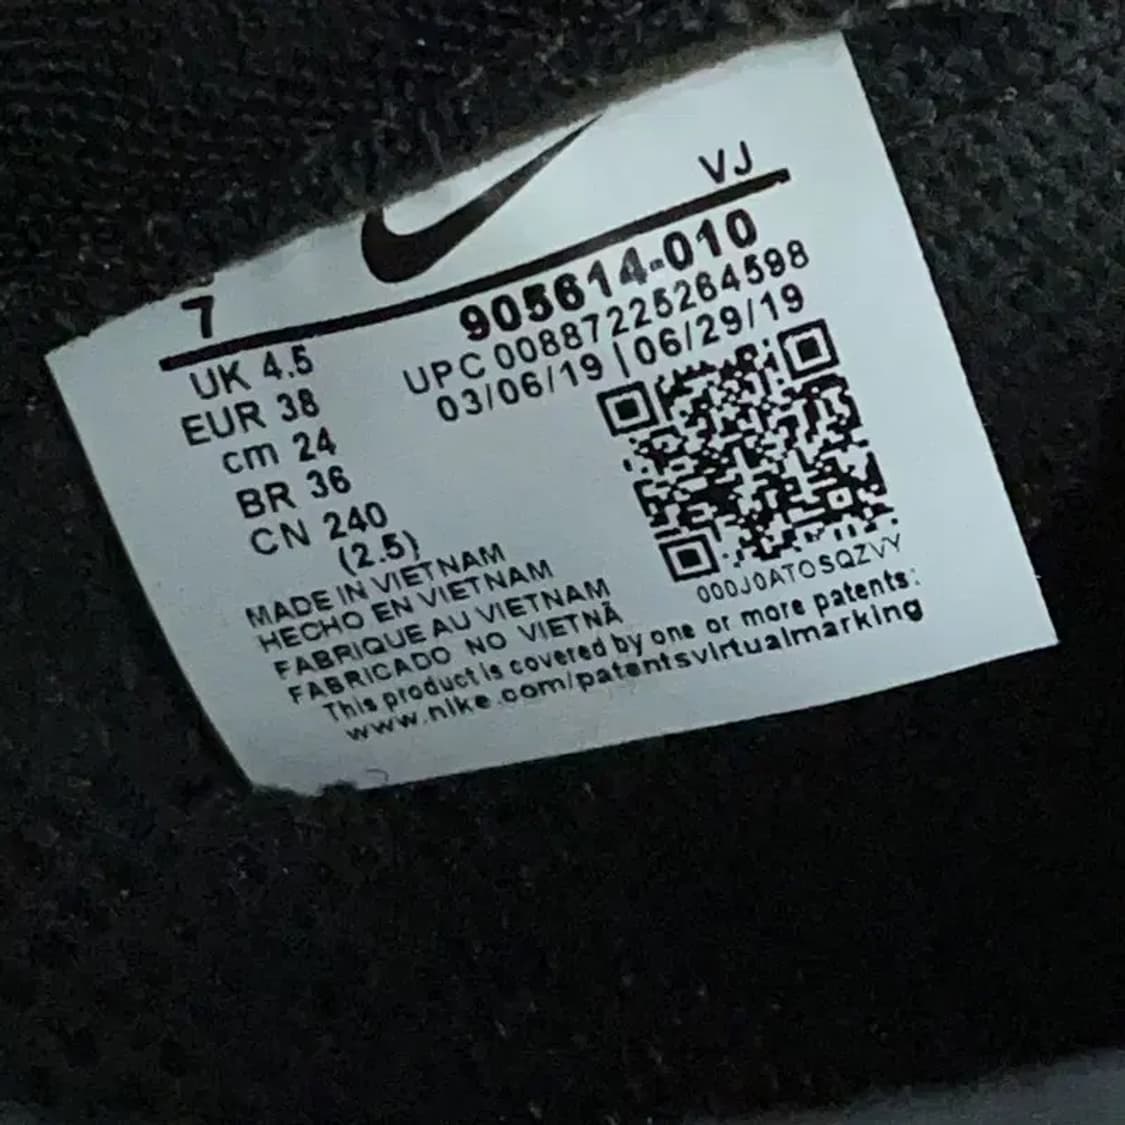 VJ
7
905614-010
UPC 00887225264598
03/06/19 | 06/29/19
UK 4.5
EUR 38
cm 24
BR 36
CN 240
(2.5)
000J0ATOSQZVY
MADE IN VIETNAM
HECHO EN VIETNAM
FABRIQUE AU VIETNAM
FABRICADO NO VIETNÃ
This product is covered by one or more patents:
www.nike.com/patentsvirtualmarking